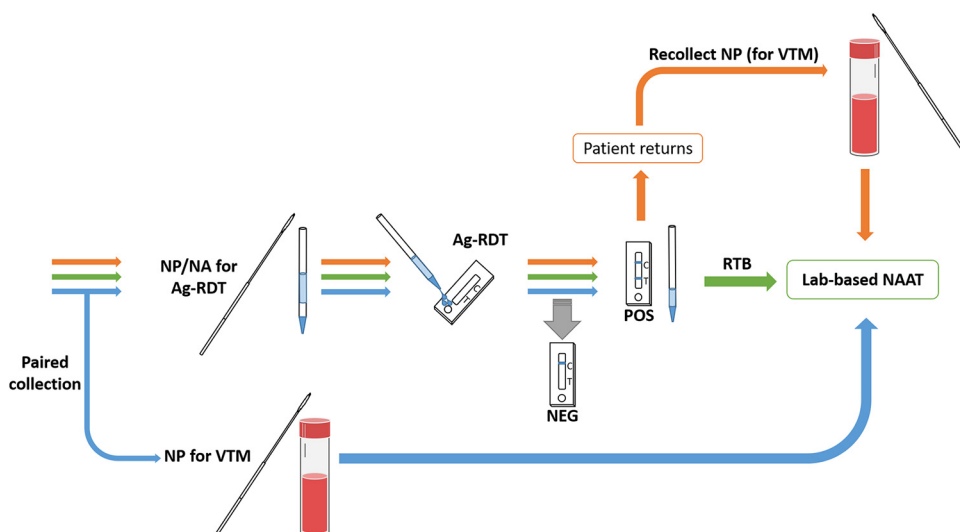 Recollect NP (for VTM)
Patient returns
NP/NA for
Ag-RDT
Ag-RDT
C
T
C
T
POS
RTB
Lab-based NAAT
C
T
NEG
Paired
collection
NP for VTM